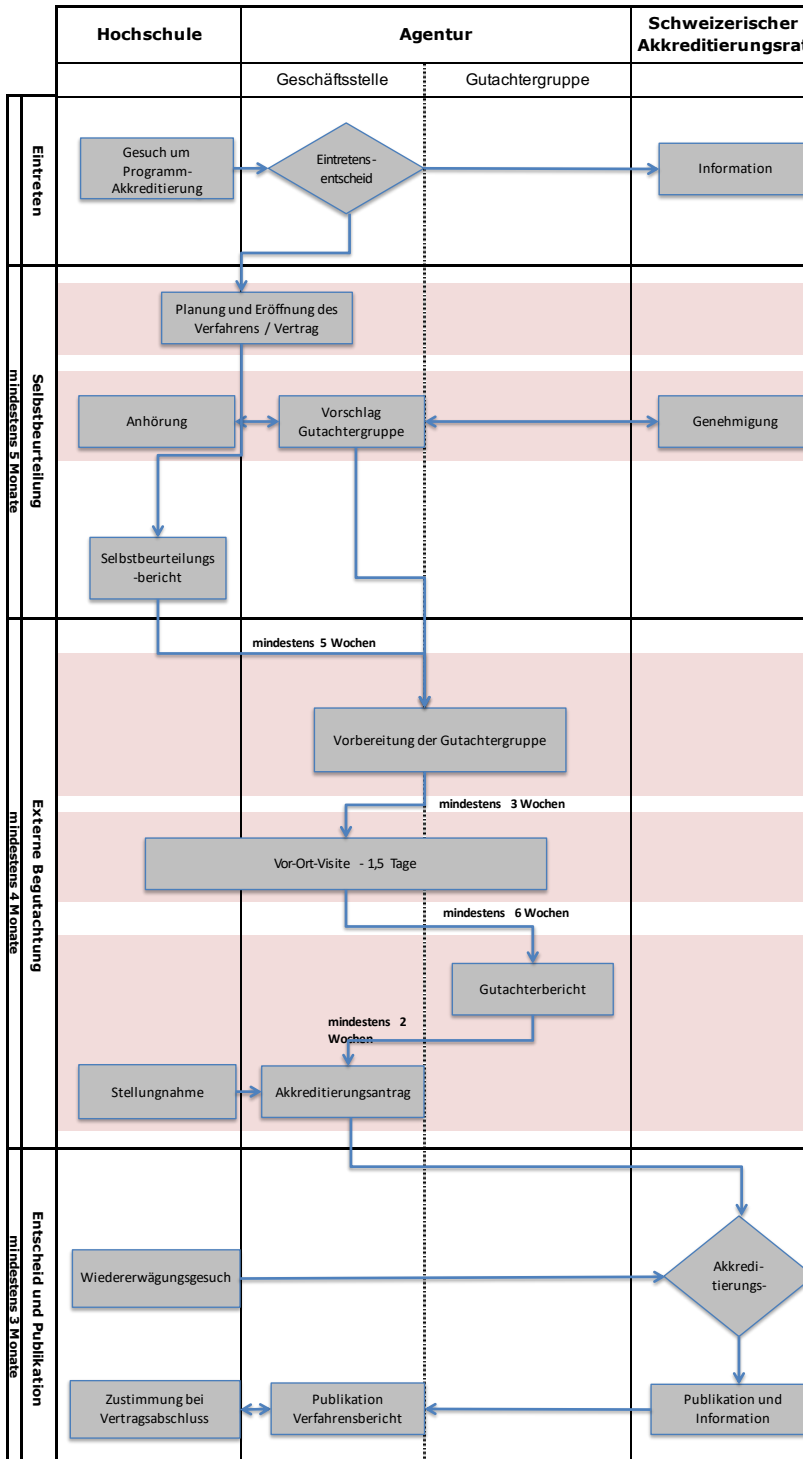 Hochschule
Agentur
Schweizerischer
Akkreditierungsrat
Geschäftsstelle
Gutachtergruppe
Eintreten
Gesuch um
Programm-
Akkreditierung
Eintretens-
entscheid
Information
Selbstbeurteilung
mindestens 5 Monate
Planung und Eröffnung des
Verfahrens / Vertrag
Anhörung
Vorschlag
Gutachtergruppe
Genehmigung
Selbstbeurteilungs
-bericht
Externe Begutachtung
mindestens 4 Monate
mindestens 5 Wochen
Vorbereitung der Gutachtergruppe
mindestens 3 Wochen
Vor-Ort-Visite - 1,5 Tage
mindestens 6 Wochen
Gutachterbericht
mindestens 2
Wochen
Stellungnahme
Akkreditierungsantrag
Entscheid und Publikation
mindestens 3 Monate
Wiedererwägungsgesuch
Akkredi-
tierungs-
Zustimmung bei
Vertragsabschluss
Publikation
Verfahrensbericht
Publikation und
Information